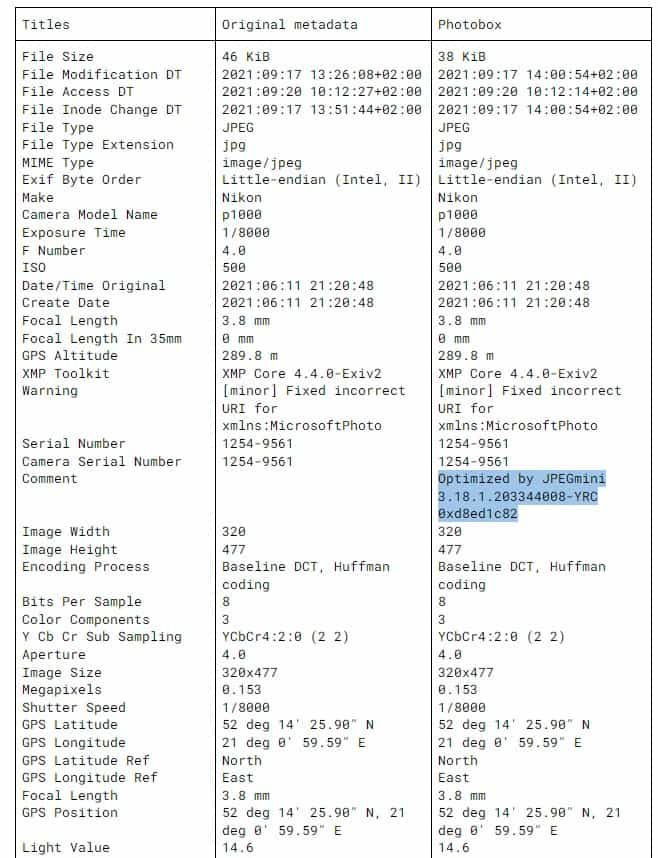 Titles Original metadata Photobox
File Size 46 KiB 38 KiB
File Modification DT 2021:09:17 13:26:08+02:00 2021:09:17 14:00:54+02:00
File Access DT 2021:09:20 10:12:27+02:00 2021:09:20 10:12:14+02:00
File Inode Change DT 2021:09:17 13:51:44+02:00 2021:09:17 14:00:54+02:00
File Type JPEG JPEG
File Type Extension jpg jpg
MIME Type image/jpeg image/jpeg
Exif Byte Order Little-endian (Intel, II) Little-endian (Intel, II)
Make Nikon Nikon
Camera Model Name p1000 p1000
Exposure Time 1/8000 1/8000
F Number 4.0 4.0
ISO 500 500
Date/Time Original 2021:06:11 21:20:48 2021:06:11 21:20:48
Create Date 2021:06:11 21:20:48 2021:06:11 21:20:48
Focal Length 3.8 mm 3.8 mm
Focal Length In 35mm 0 mm 0 mm
GPS Altitude 289.8 m 289.8 m
XMP Toolkit XMP Core 4.4.0-Exiv2 XMP Core 4.4.0-Exiv2
Warning [minor] Fixed incorrect [minor] Fixed incorrect
URI for URI for
xmlns:MicrosoftPhoto xmlns:MicrosoftPhoto
Serial Number 1254-9561 1254-9561
Camera Serial Number 1254-9561 1254-9561
Comment Optimized by JPEGmini
3.18.1.203344008-YRC
0xd8ed1c82
Image Width 320 320
Image Height 477 477
Encoding Process Baseline DCT, Huffman Baseline DCT, Huffman
coding coding
Bits Per Sample 8 8
Color Components 3 3
Y Cb Cr Sub Sampling YCbCr4:2:0 (2 2) YCbCr4:2:0 (2 2)
Aperture 4.0 4.0
Image Size 320x477 320x477
Megapixels 0.153 0.153
Shutter Speed 1/8000 1/8000
GPS Latitude 52 deg 14' 25.90" N 52 deg 14' 25.90" N
GPS Longitude 21 deg 0' 59.59" E 21 deg 0' 59.59" E
GPS Latitude Ref North North
GPS Longitude Ref East East
Focal Length 3.8 mm 3.8 mm
GPS Position 52 deg 14' 25.90" N, 21 52 deg 14' 25.90" N, 21
deg 0' 59.59" E deg 0' 59.59" E
Light Value 14.6 14.6